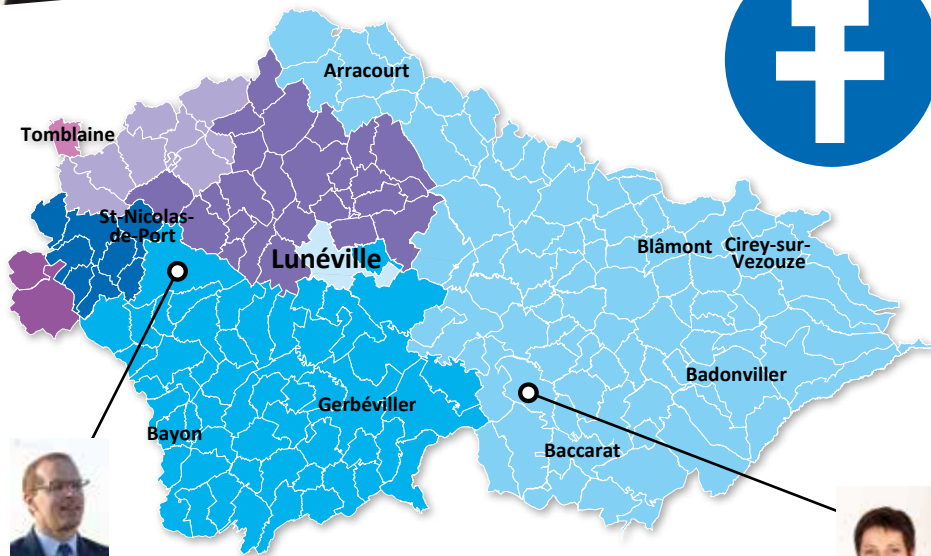 Arracourt
Tomblaine
St-Nicolas-
de-Port
Lunéville
Blâmont
Cirey-sur-
Vezouze
Badonviller
Gerbéviller
Bayon
Baccarat